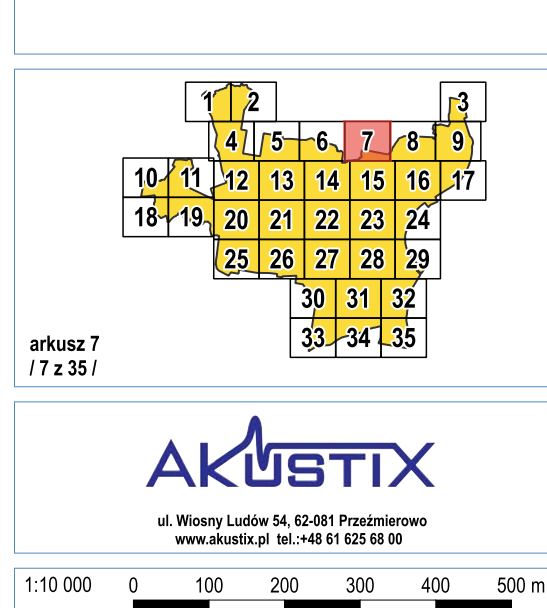 1 2 3
4 5 6 7 8 9
10 11 12 13 14 15 16 17
18 19 20 21 22 23 24
25 26 27 28 29
30 31 32
33 34 35
arkusz 7
/ 7 z 35 /
AKUSTIX
ul. Wiosny Ludów 54, 62-081 Przeźmierowo
www.akustix.pl tel.:+48 61 625 68 00
1:10 000 0 100 200 300 400 500 m